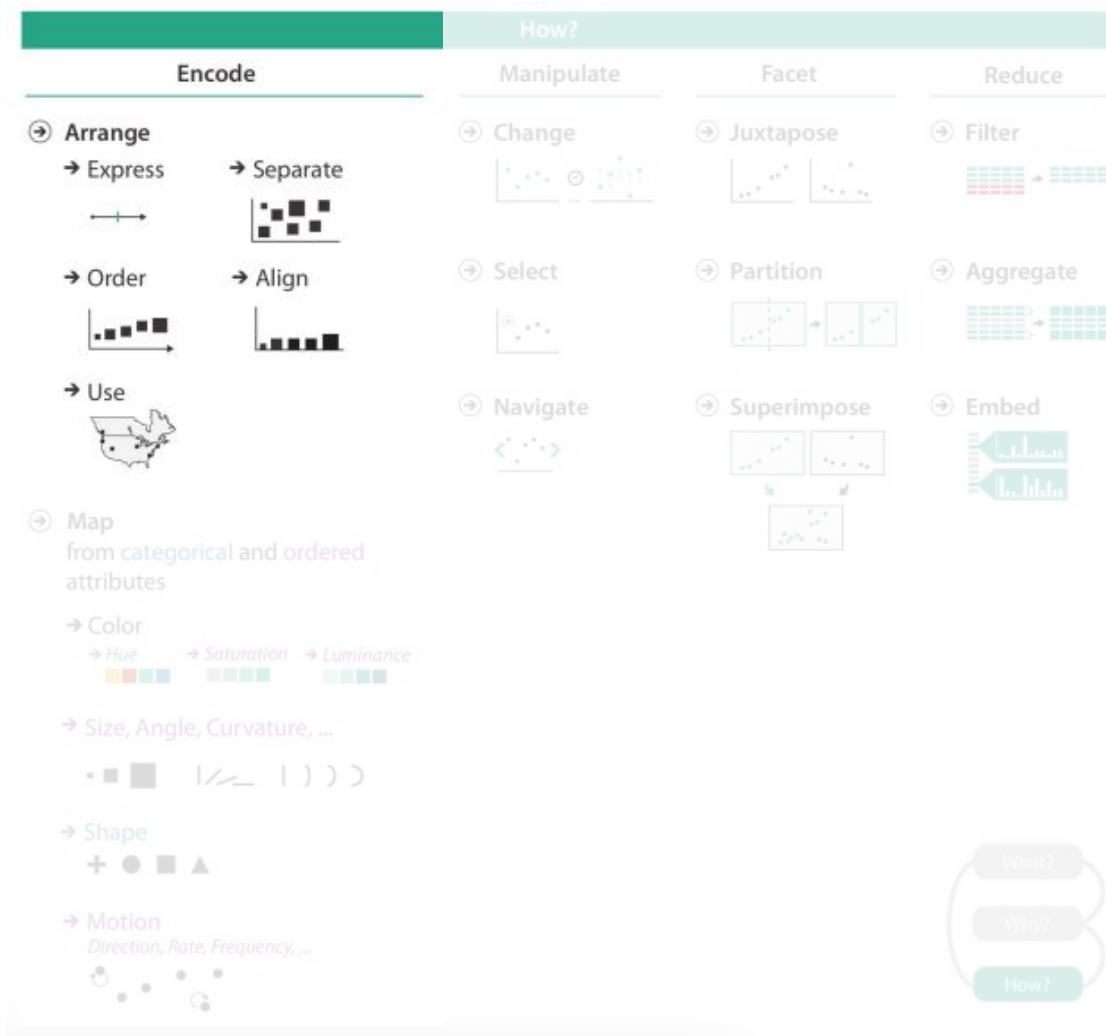 How?
Encode
Manipulate
Facet
Reduce
Arrange
Express
Separate
Order
Align
Use
Map
from categorical and ordered
attributes
Color
Hue
Saturation
Luminance
Size, Angle, Curvature, ...
Shape
Motion
Direction, Rate, Frequency, ...
Change
Select
Navigate
Juxtapose
Partition
Superimpose
Filter
Aggregate
Embed
What?
Why?
How?